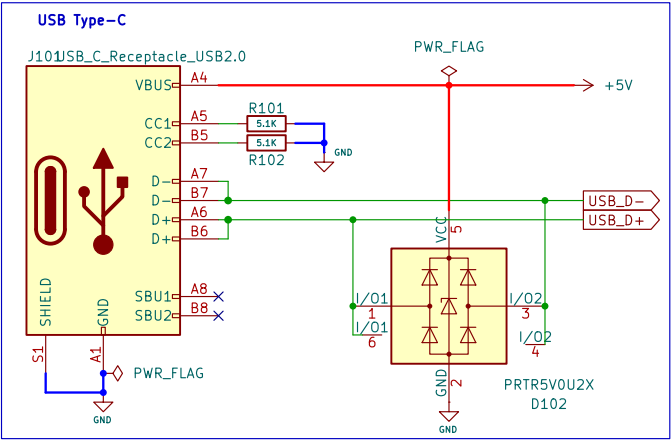 USB Type-C
J101USB_C_Receptacle_USB2.0
PWR_FLAG
VBUS A4
+5V
R101
CC1 A5
5.1K
CC2 B5
5.1K
GND
R102
D- A7
D- B7
USB_D-
D+ A6
USB_D+
D+ B6
VCC
5
SHIELD
GND
SBU1 A8
SBU2 B8
I/O1
1
I/O1
6
I/O2
3
I/O2
4
S1
A1
PWR_FLAG
GND
GND
2
PRTR5V0U2X
D102
GND